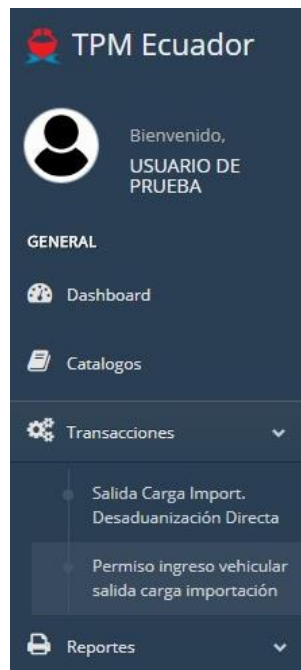 TPM Ecuador
Bienvenido,
USUARIO DE
PRUEBA
GENERAL
Dashboard
Catalogos
Transacciones
Salida Carga Import.
Desaduanización Directa
Permiso ingreso vehicular
salida carga importación
Reportes